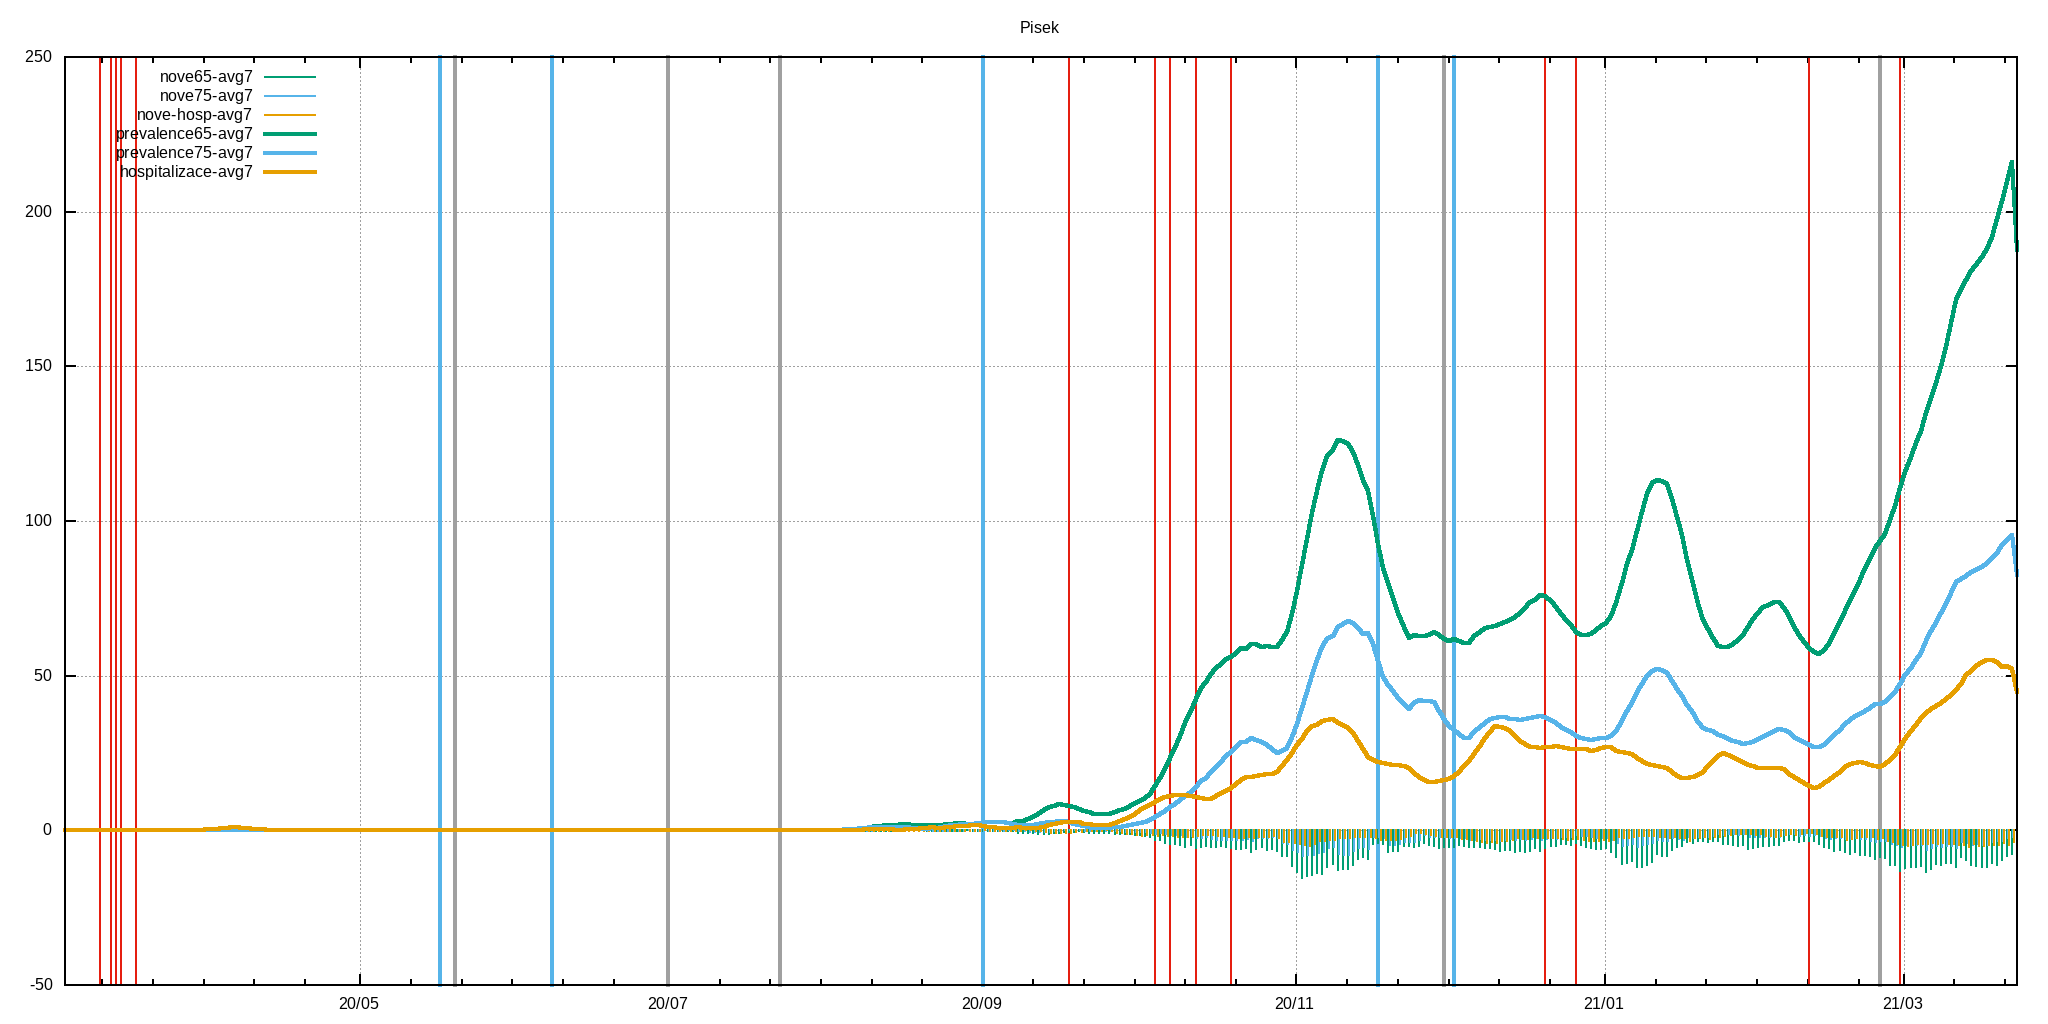 Pisek
250
200
150
100
50
0
-50
nove65-avg7
nove75-avg7
nove-hosp-avg7
prevalence65-avg7
prevalence75-avg7
hospitalizace-avg7
20/05 20/07 20/09 20/11 21/01 21/03